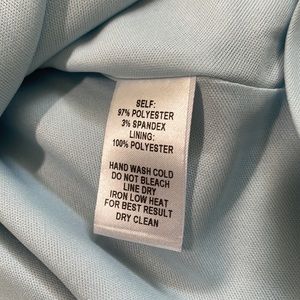 SELF:
97% POLYESTER
3% SPANDEX
LINING:
100% POLYESTER
HAND WASH COLD
DO NOT BLEACH
LINE DRY
IRON LOW HEAT
FOR BEST RESULT
DRY CLEAN